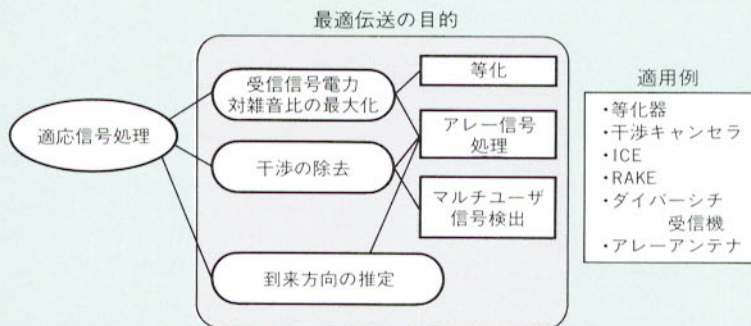 最適伝送の目的
適応信号処理
受信信号電力
対雑音比の最大化
干渉の除去
到来方向の推定
等化
アレー信号
処理
マルチユーザ
信号検出
適用例
・等化器
・干渉キャンセラ
・ICE
・RAKE
・ダイバーシチ
受信機
・アレーアンテナ